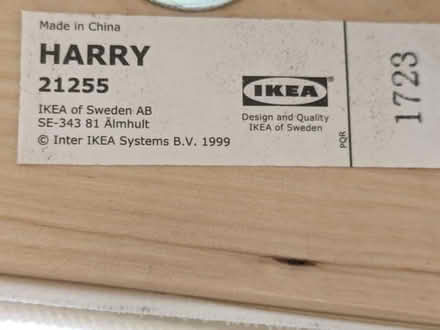 Made in China
HARRY
21255
IKEA of Sweden AB
SE-343 81 Älmhult
© Inter IKEA Systems B.V. 1999
IKEA®
Design and Quality
IKEA of Sweden
PQR
1723